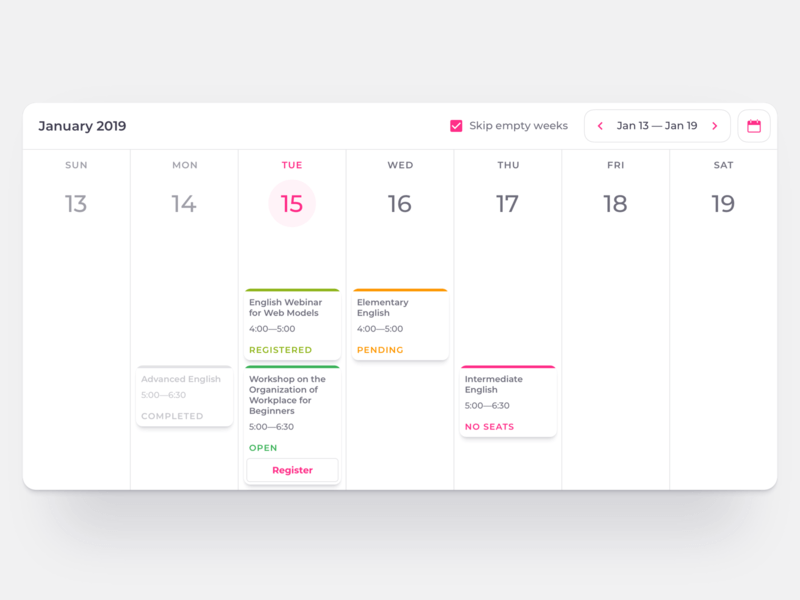 January 2019
Skip empty weeks
Jan 13 — Jan 19
SUN
MON
TUE
WED
THU
FRI
SAT
13
14
15
16
17
18
19
English Webinar
for Web Models
4:00—5:00
REGISTERED
Elementary
English
4:00—5:00
PENDING
Advanced English
5:00—6:30
COMPLETED
Workshop on the
Organization of
Workplace for
Beginners
5:00—6:30
OPEN
Register
Intermediate
English
5:00—6:30
NO SEATS